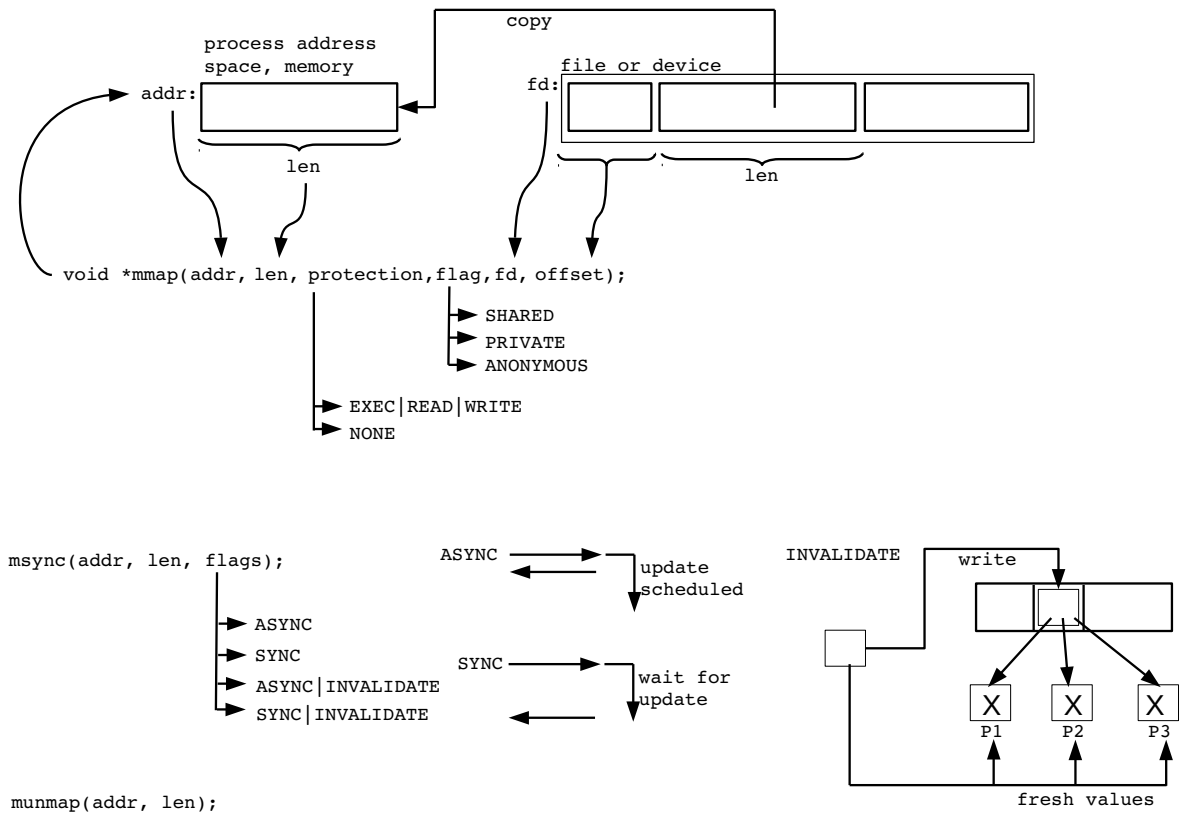 copy
process address
space, memory
file or device
addr:
fd:
len
len
void *mmap(addr, len, protection,flag,fd, offset);
SHARED
PRIVATE
ANONYMOUS
EXEC|READ|WRITE
NONE
msync(addr, len, flags);
ASYNC
SYNC
ASYNC|INVALIDATE
SYNC|INVALIDATE
ASYNC
update
scheduled
SYNC
wait for
update
INVALIDATE
write
X
X
X
P1
P2
P3
fresh values
munmap(addr, len);